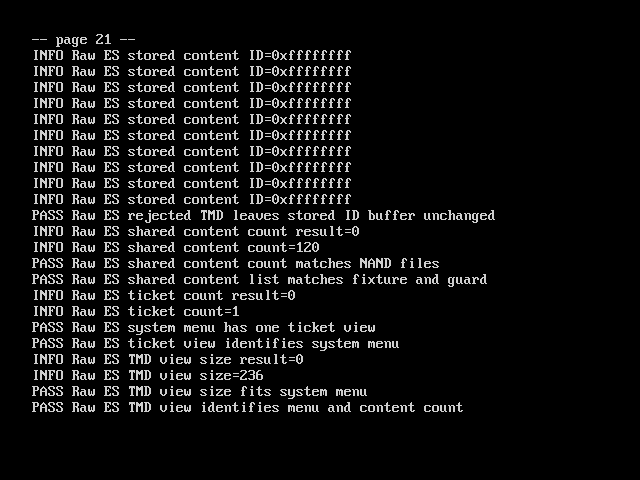 -- page 21 --
INFO Raw ES stored content ID=0xffffffff
INFO Raw ES stored content ID=0xffffffff
INFO Raw ES stored content ID=0xffffffff
INFO Raw ES stored content ID=0xffffffff
INFO Raw ES stored content ID=0xffffffff
INFO Raw ES stored content ID=0xffffffff
INFO Raw ES stored content ID=0xffffffff
INFO Raw ES stored content ID=0xffffffff
INFO Raw ES stored content ID=0xffffffff
INFO Raw ES stored content ID=0xffffffff
PASS Raw ES rejected TMD leaves stored ID buffer unchanged
INFO Raw ES shared content count result=0
INFO Raw ES shared content count=120
PASS Raw ES shared content count matches NAND files
PASS Raw ES shared content list matches fixture and guard
INFO Raw ES ticket count result=0
INFO Raw ES ticket count=1
PASS Raw ES system menu has one ticket view
PASS Raw ES ticket view identifies system menu
INFO Raw ES TMD view size result=0
INFO Raw ES TMD view size=236
PASS Raw ES TMD view size fits system menu
PASS Raw ES TMD view identifies menu and content count